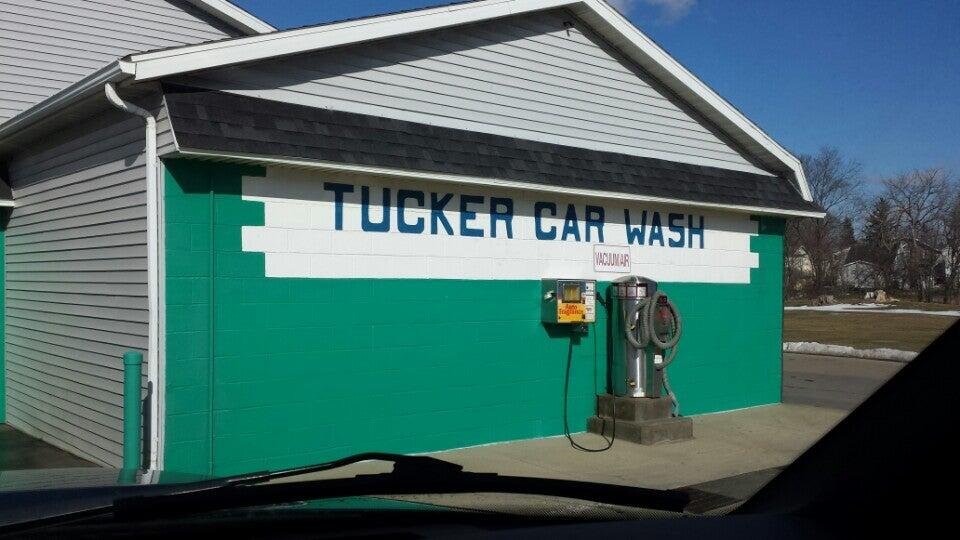 TUCKER CAR WASH
VACUUM/AIR
Auto
Fragrance